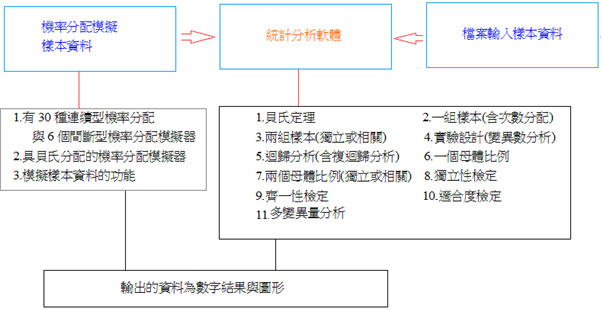 機率分配模擬
樣本資料
統計分析軟體
檔案輸入樣本資料
1.有 30 種連續型機率分配
與 6 個間斷型機率分配模擬器
2.具貝氏分配的機率分配模擬器
3.模擬樣本資料的功能
1.貝氏定理
2.一組樣本(含次數分配)
3.兩組樣本(獨立或相關)
4.實驗設計(變異數分析)
5.迴歸分析(含複迴歸分析)
6.一個母體比例
7.兩個母體比例(獨立或相關)
8.獨立性檢定
9.齊一性檢定
10.適合度檢定
11.多變異量分析
輸出的資料為數字結果與圖形